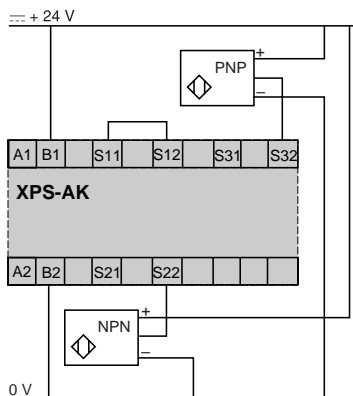 ⎓ + 24 V
+
PNP
–
A1 B1 S11 S12 S31 S32
XPS-AK
A2 B2 S21 S22
+
NPN
–
0 V